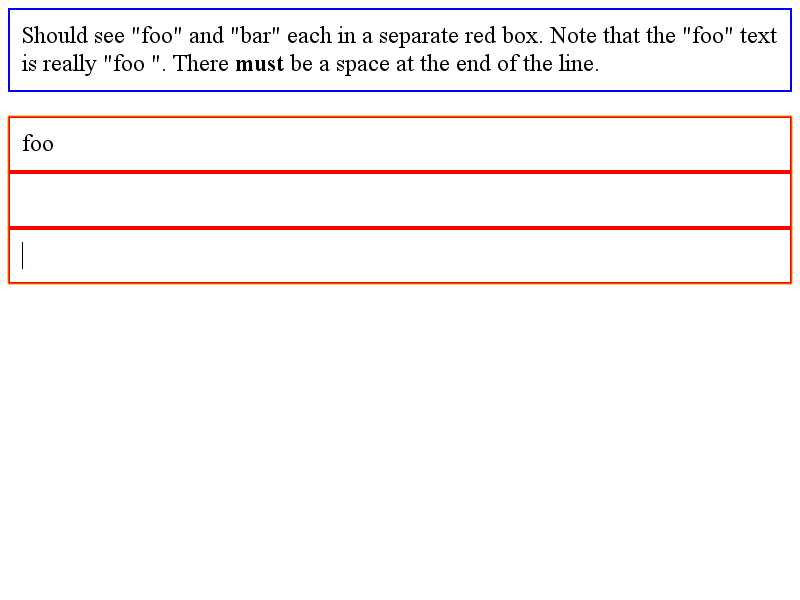 Should see "foo" and "bar" each in a separate red box. Note that the "foo" text
is really "foo ". There must be a space at the end of the line.
foo